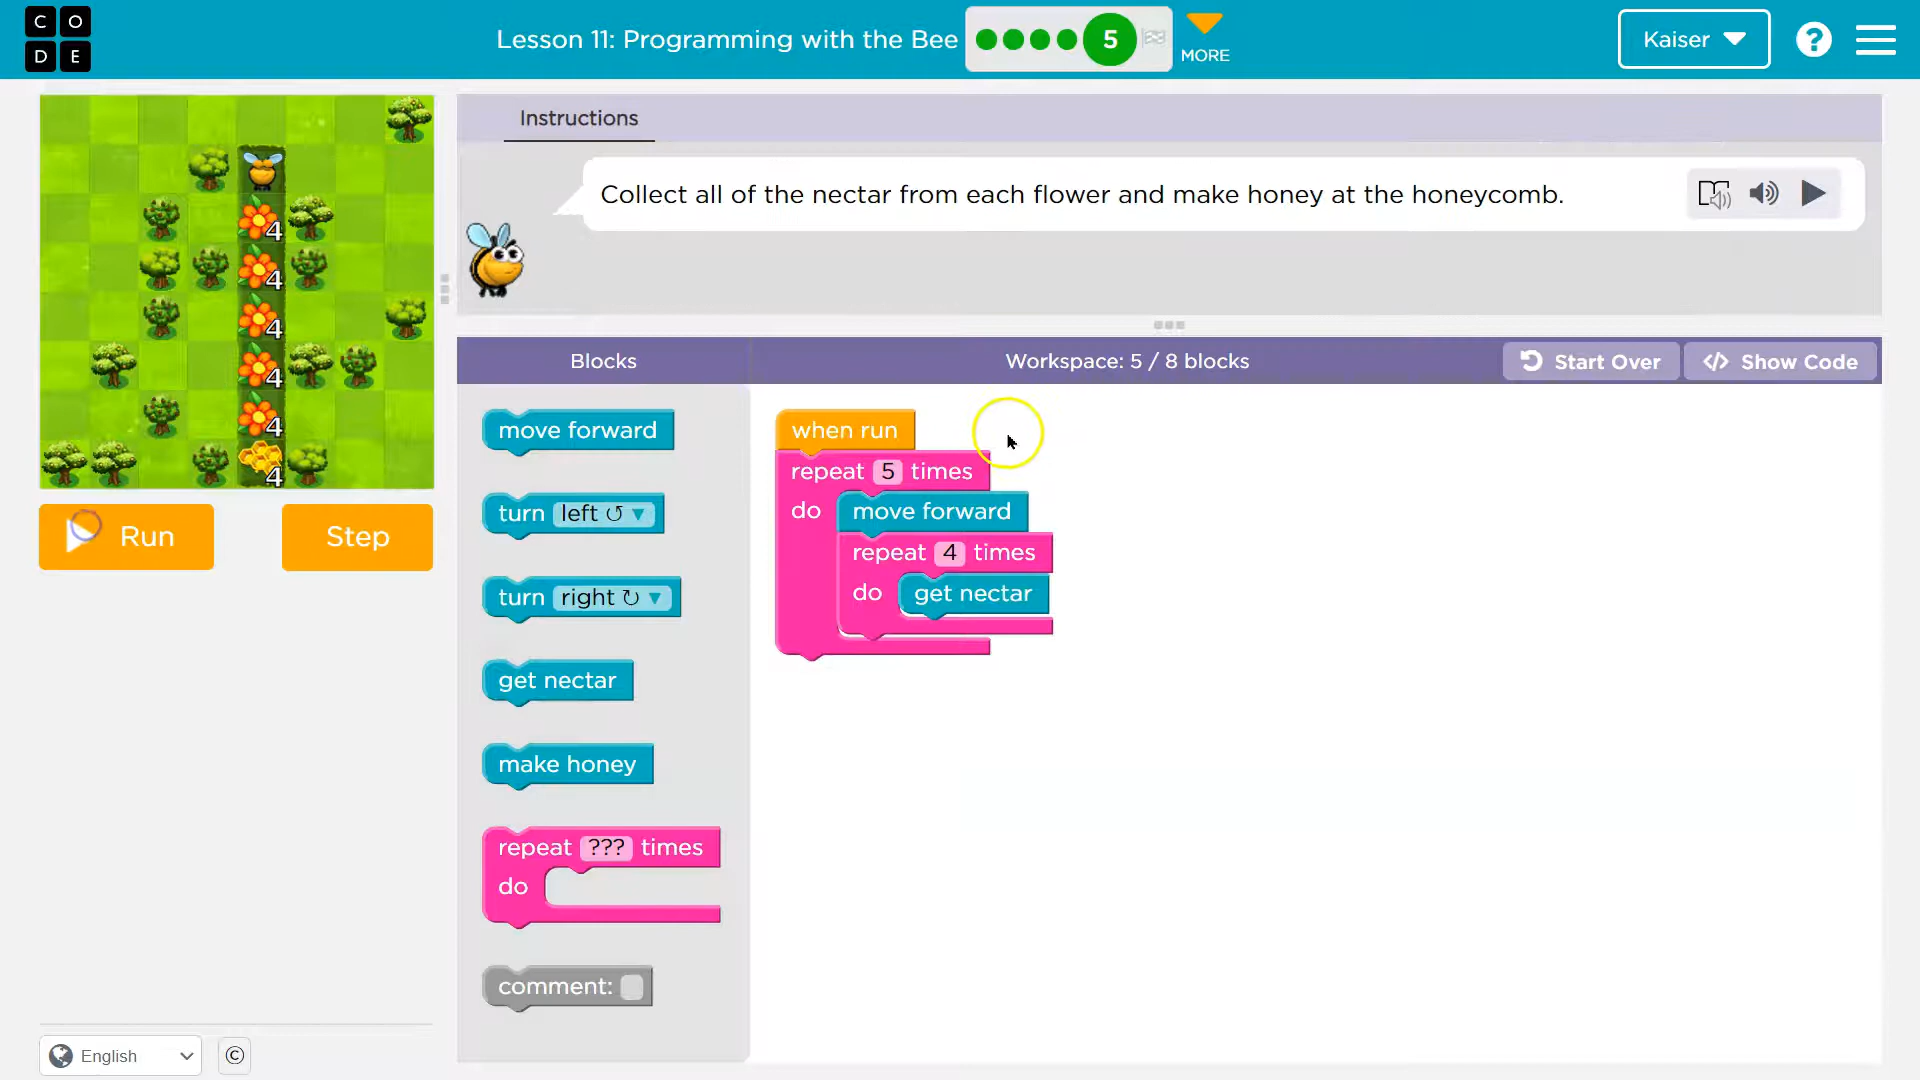 C O
D E
Lesson 11: Programming with the Bee
5
MORE
Kaiser
?
Instructions
Collect all of the nectar from each flower and make honey at the honeycomb.
4
4
4
4
4
4
Run
Step
Blocks
Workspace: 5 / 8 blocks
Start Over
</> Show Code
move forward
turn left ↺ ▼
turn right ↻ ▼
get nectar
make honey
repeat ??? times
do
comment:
when run
repeat 5 times
do move forward
repeat 4 times
do get nectar
English
©